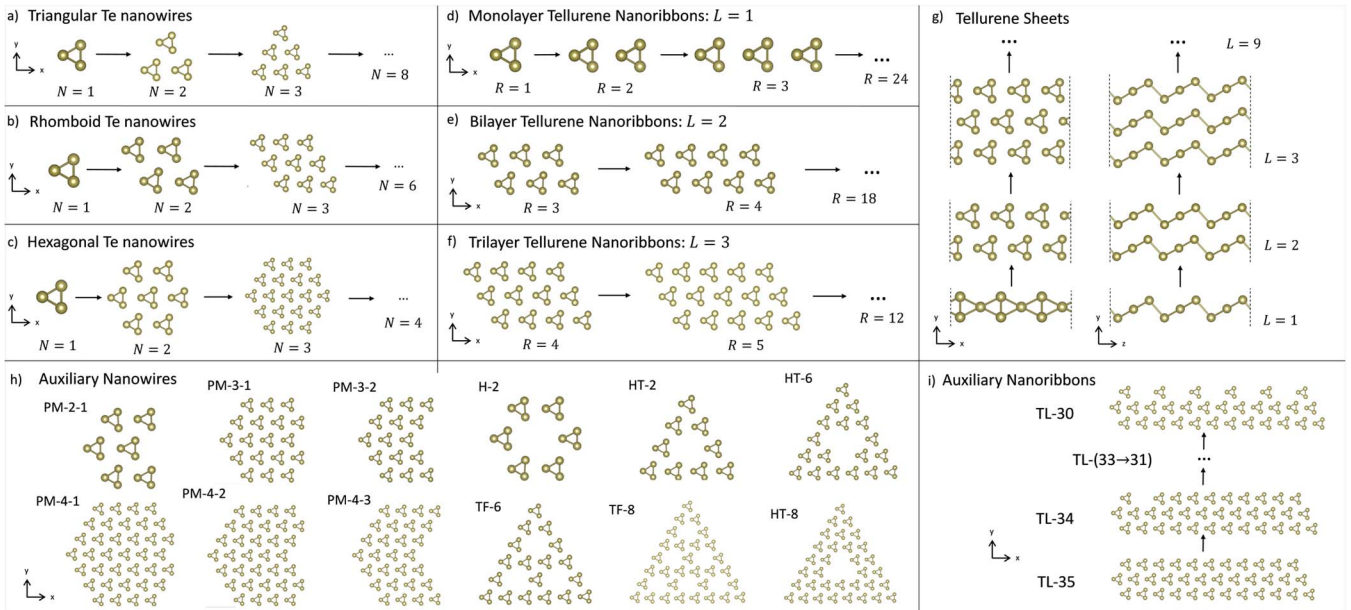 a) Triangular Te nanowires
y
x
N = 1
N = 2
N = 3
...
N = 8
b) Rhomboid Te nanowires
y
x
N = 1
N = 2
N = 3
...
N = 6
c) Hexagonal Te nanowires
y
x
N = 1
N = 2
N = 3
...
N = 4
d) Monolayer Tellurene Nanoribbons: L = 1
y
x
R = 1
R = 2
R = 3
...
R = 24
e) Bilayer Tellurene Nanoribbons: L = 2
y
x
R = 3
R = 4
...
R = 18
f) Trilayer Tellurene Nanoribbons: L = 3
y
x
R = 4
R = 5
...
R = 12
g) Tellurene Sheets
... ... L = 9
L = 3
L = 2
L = 1
y
x
y
z
h) Auxiliary Nanowires
PM-2-1
PM-3-1
PM-3-2
H-2
HT-2
HT-6
PM-4-1
PM-4-2
PM-4-3
TF-6
TF-8
HT-8
y
x
i) Auxiliary Nanoribbons
TL-30
TL-(33→31) ...
TL-34
y
x
TL-35